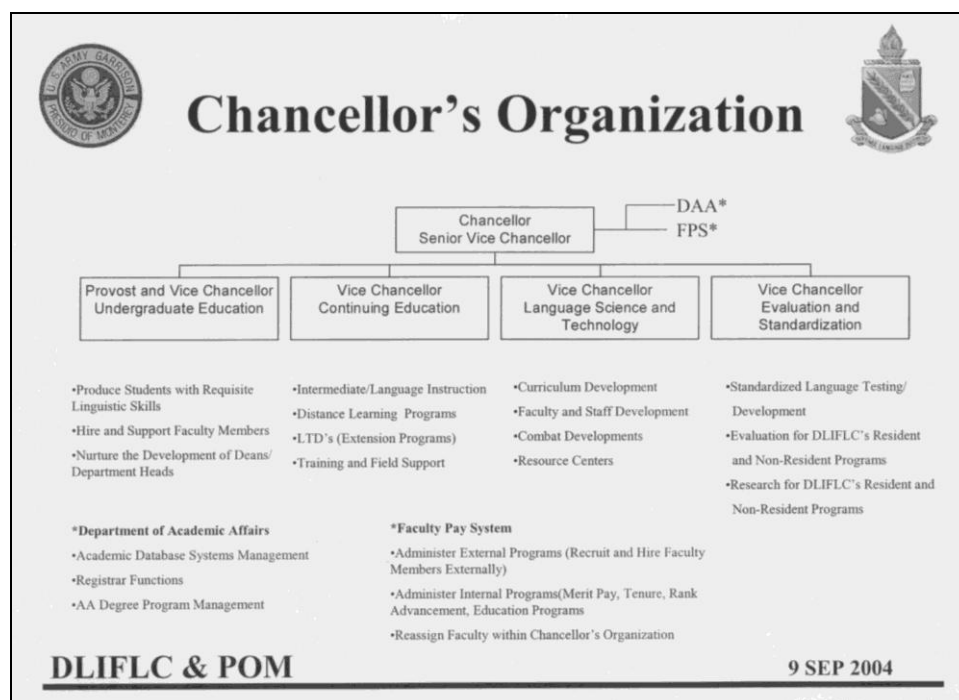 U.S. ARMY GARRISON
PRESIDIO OF MONTEREY
Chancellor's Organization
Chancellor
Senior Vice Chancellor
DAA*
FPS*
Provost and Vice Chancellor
Undergraduate Education
Vice Chancellor
Continuing Education
Vice Chancellor
Language Science and
Technology
Vice Chancellor
Evaluation and
Standardization
•Produce Students with Requisite
Linguistic Skills
•Hire and Support Faculty Members
•Nurture the Development of Deans/
Department Heads
•Intermediate/Language Instruction
•Distance Learning Programs
•LTD's (Extension Programs)
•Training and Field Support
•Curriculum Development
•Faculty and Staff Development
•Combat Developments
•Resource Centers
•Standardized Language Testing/
Development
•Evaluation for DLIFLC's Resident
and Non-Resident Programs
•Research for DLIFLC's Resident and
Non-Resident Programs
*Department of Academic Affairs
•Academic Database Systems Management
•Registrar Functions
•AA Degree Program Management
*Faculty Pay System
•Administer External Programs (Recruit and Hire Faculty
Members Externally)
•Administer Internal Programs(Merit Pay, Tenure, Rank
Advancement, Education Programs
•Reassign Faculty within Chancellor's Organization
DLIFLC & POM
9 SEP 2004